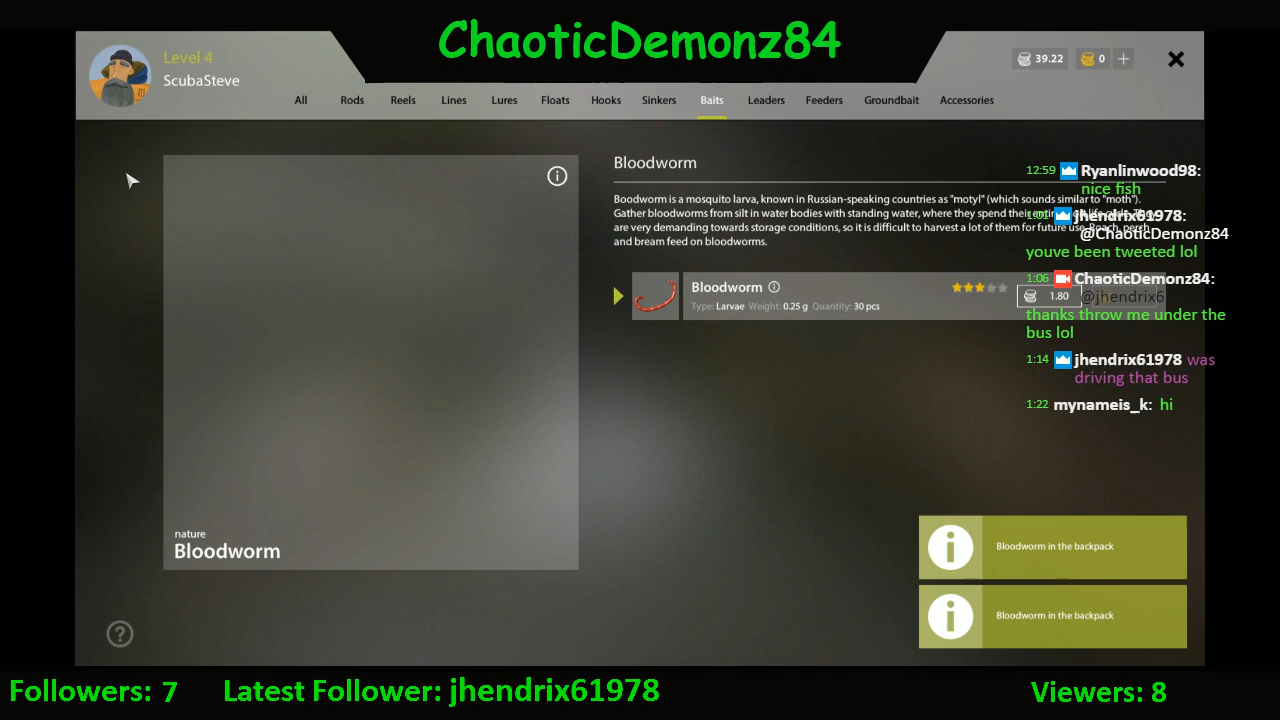 ChaoticDemonz84
Level 4
ScubaSteve
39.22
0
All Rods Reels Lines Lures Floats Hooks Sinkers Baits Leaders Feeders Groundbait Accessories
Bloodworm
Boodworm is a mosquito larva, known in Russian-speaking countries as "motyl" (which sounds similar to "moth").
Gather bloodworms from silt in water bodies with standing water, where they spend their
are very demanding towards storage conditions, so it is difficult to harvest a lot of them for future use. Roach, perch
and bream feed on bloodworms.
Bloodworm
Type: Larvae Weight: 0.25 g Quantity: 30 pcs
1.80
nature
Bloodworm
12:59 Ryanlinwood98:
nice fish
1:01 jhendrix61978:
@ChaoticDemonz84
youve been tweeted lol
1:06 ChaoticDemonz84:
@jhendrix6
thanks throw me under the
bus lol
1:14 jhendrix61978 was
driving that bus
1:22 mynameis_k: hi
Bloodworm in the backpack
Bloodworm in the backpack
Followers: 7 Latest Follower: jhendrix61978 Viewers: 8